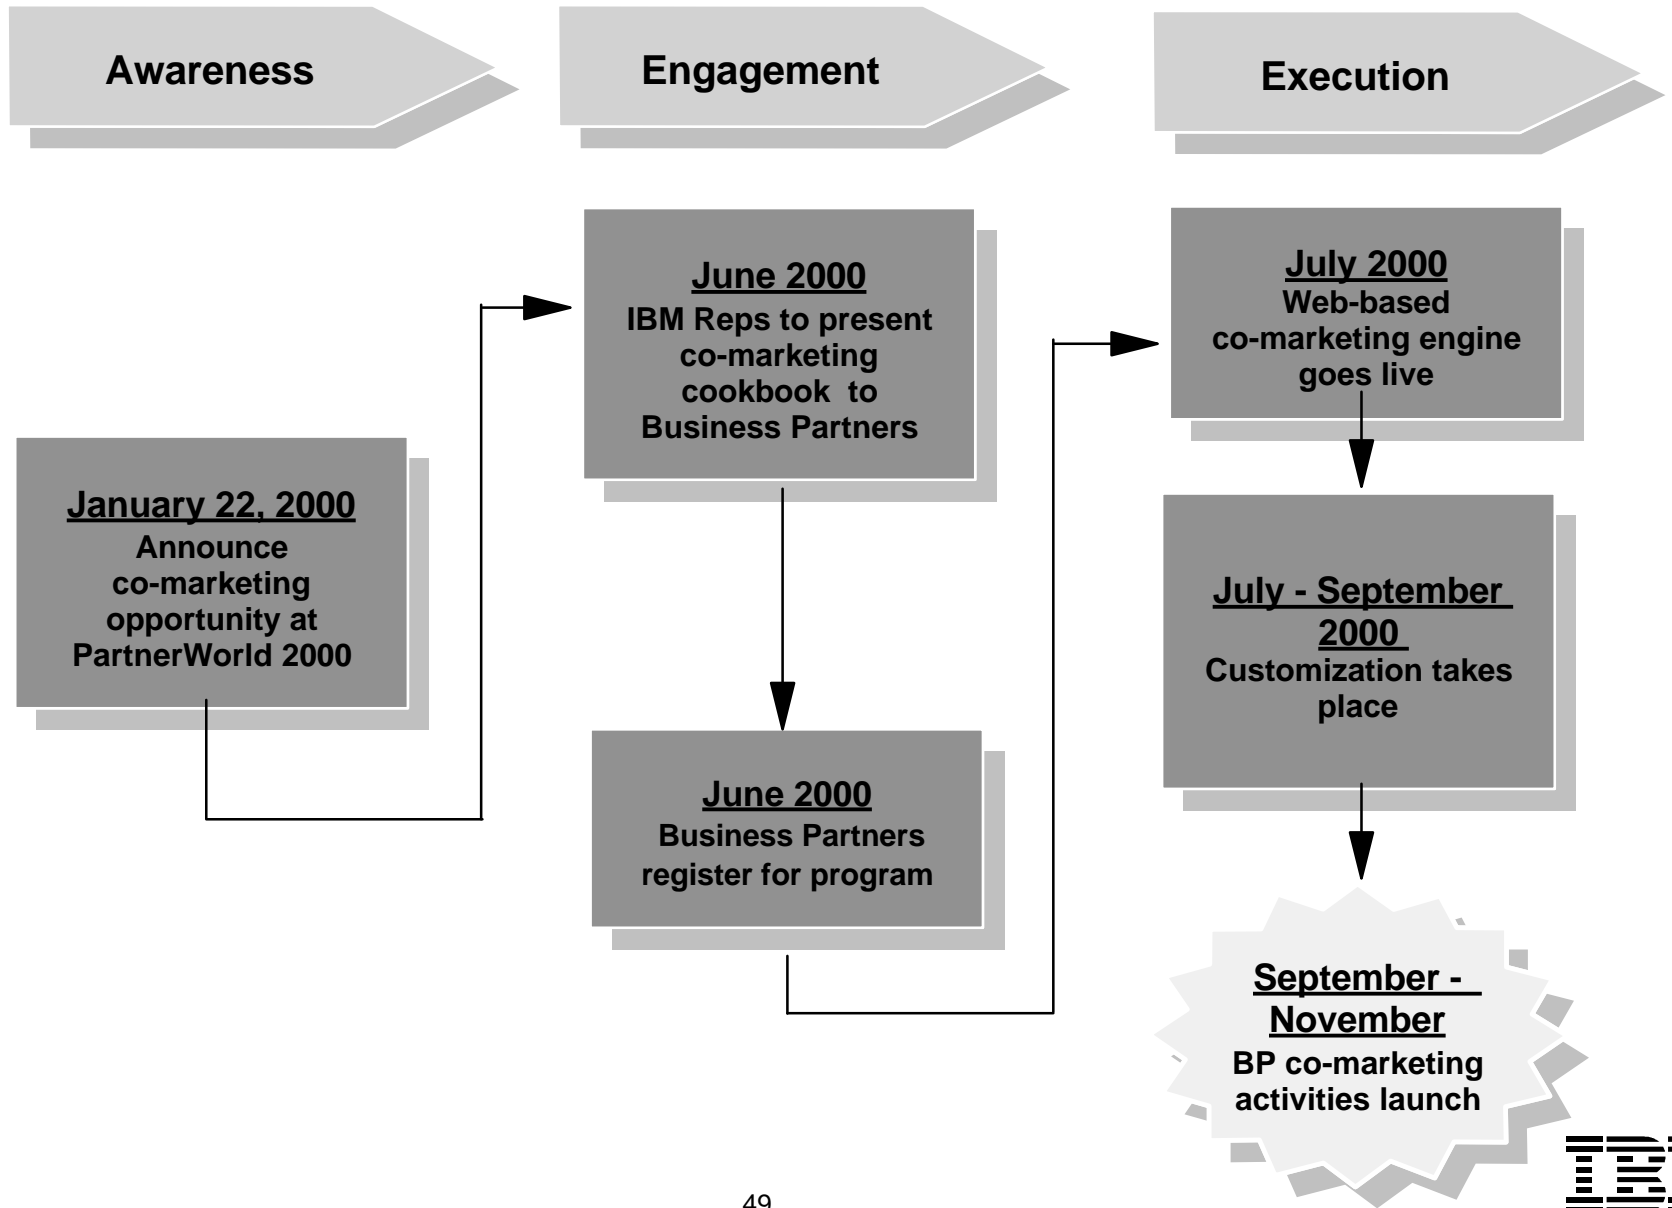 Awareness
Engagement
Execution
January 22, 2000
Announce
co-marketing
opportunity at
PartnerWorld 2000
June 2000
IBM Reps to present
co-marketing
cookbook to
Business Partners
June 2000
Business Partners
register for program
July 2000
Web-based
co-marketing engine
goes live
July - September
2000
Customization takes
place
September -
November
BP co-marketing
activities launch
49